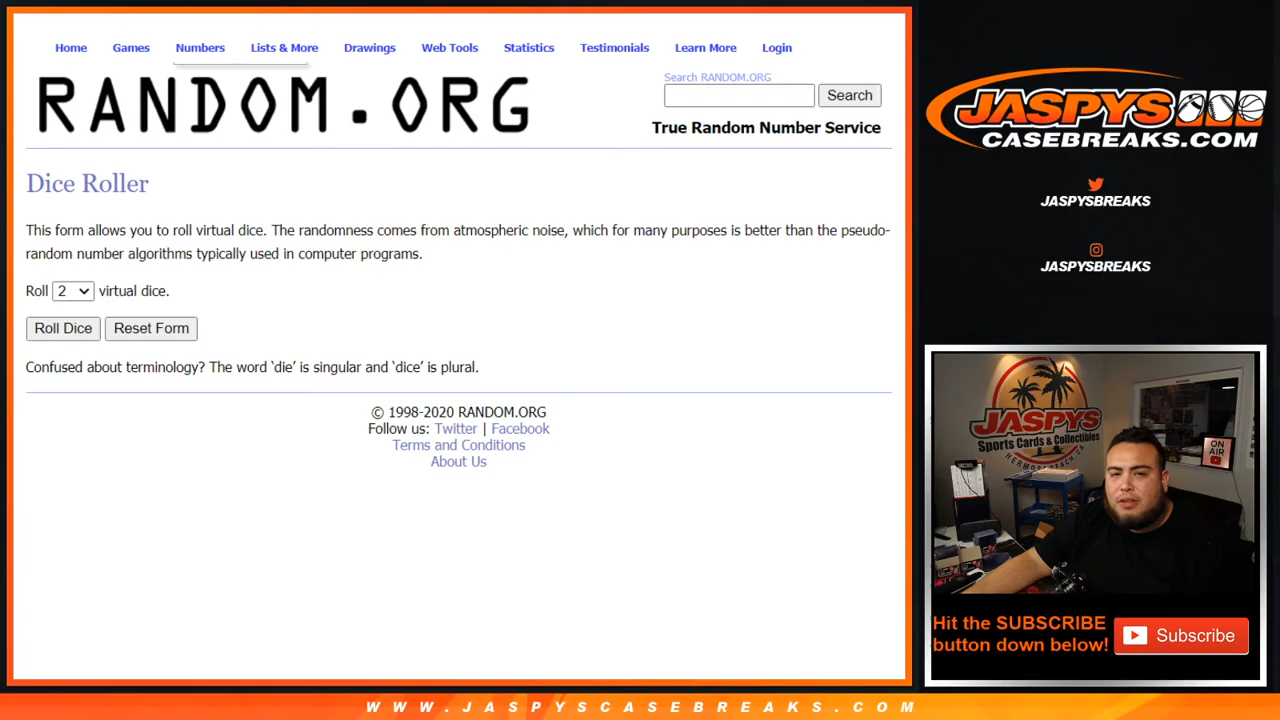 Home Games Numbers Lists & More Drawings Web Tools Statistics Testimonials Learn More Login
RANDOM.ORG
Search RANDOM.ORG
Search
True Random Number Service
Dice Roller
This form allows you to roll virtual dice. The randomness comes from atmospheric noise, which for many purposes is better than the pseudo-
random number algorithms typically used in computer programs.
Roll 2 virtual dice.
Roll Dice Reset Form
Confused about terminology? The word ‘die’ is singular and ‘dice’ is plural.
© 1998-2020 RANDOM.ORG
Follow us: Twitter | Facebook
Terms and Conditions
About Us
JASPYS
CASEBREAKS.COM
JASPYSBREAKS
JASPYSBREAKS
JASPYS
Sports Cards & Collectibles
HERMOSA BEACH, CA
ON
AIR
Hit the SUBSCRIBE
button down below!
Subscribe
WWW.JASPYSCASEBREAKS.COM